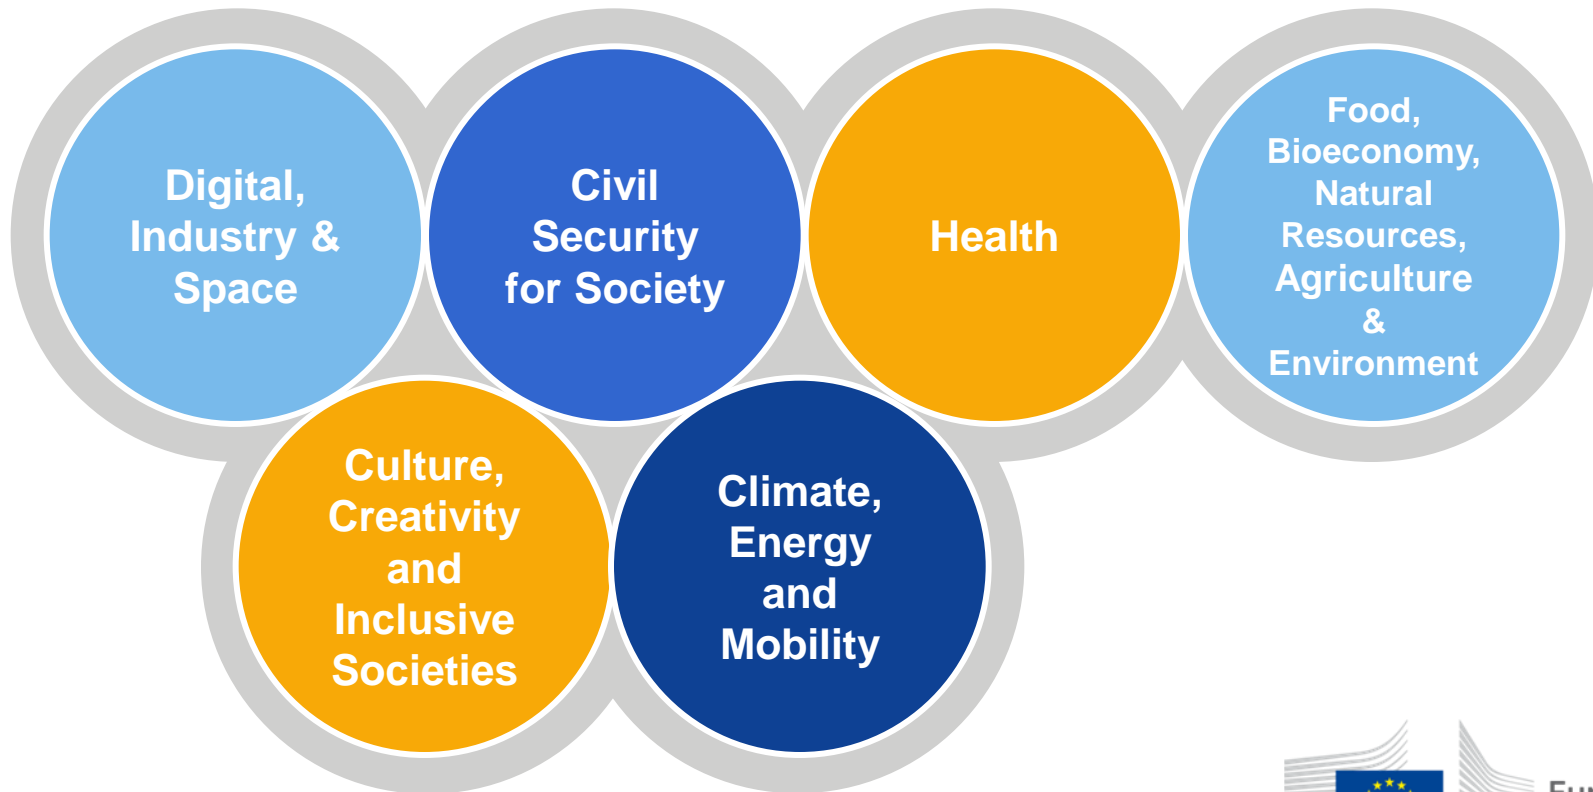 Digital,
Industry &
Space
Civil
Security
for Society
Health
Food,
Bioeconomy,
Natural
Resources,
Agriculture
&
Environment
Culture,
Creativity
and
Inclusive
Societies
Climate,
Energy
and
Mobility